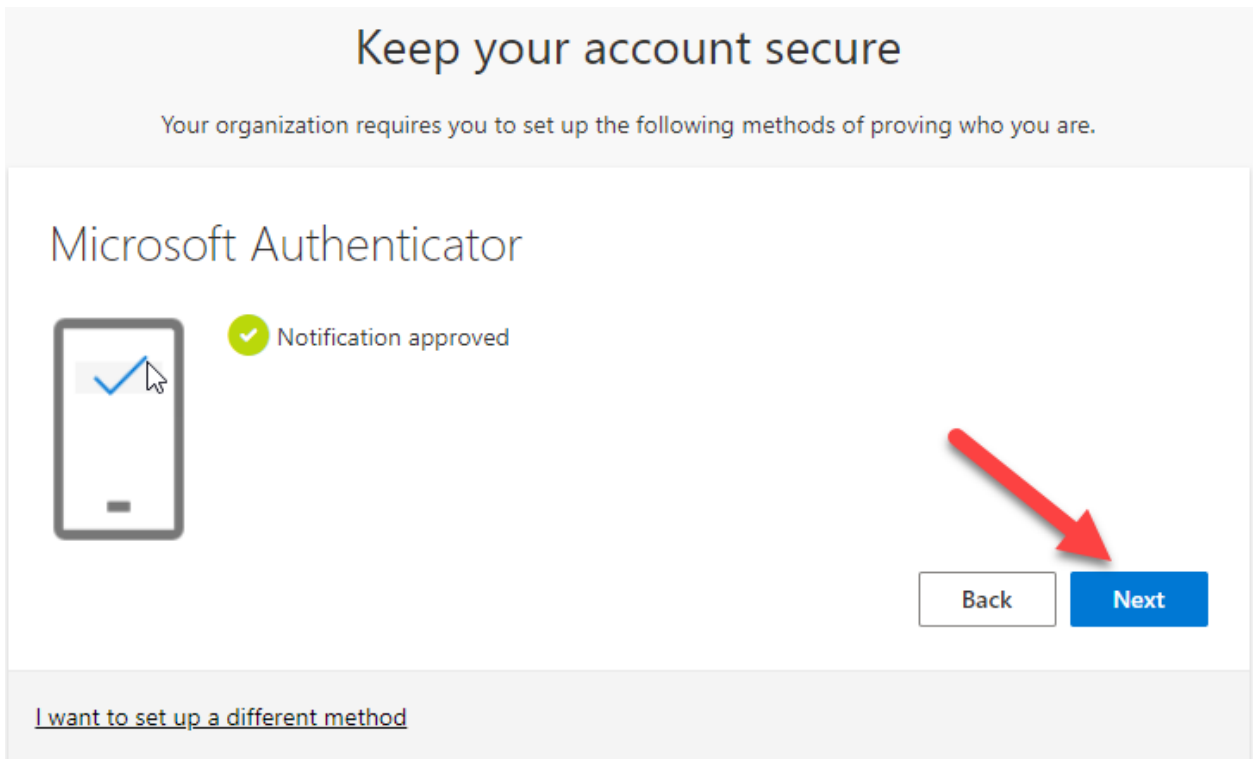 Keep your account secure
Your organization requires you to set up the following methods of proving who you are.
Microsoft Authenticator
Notification approved
Back
Next
I want to set up a different method